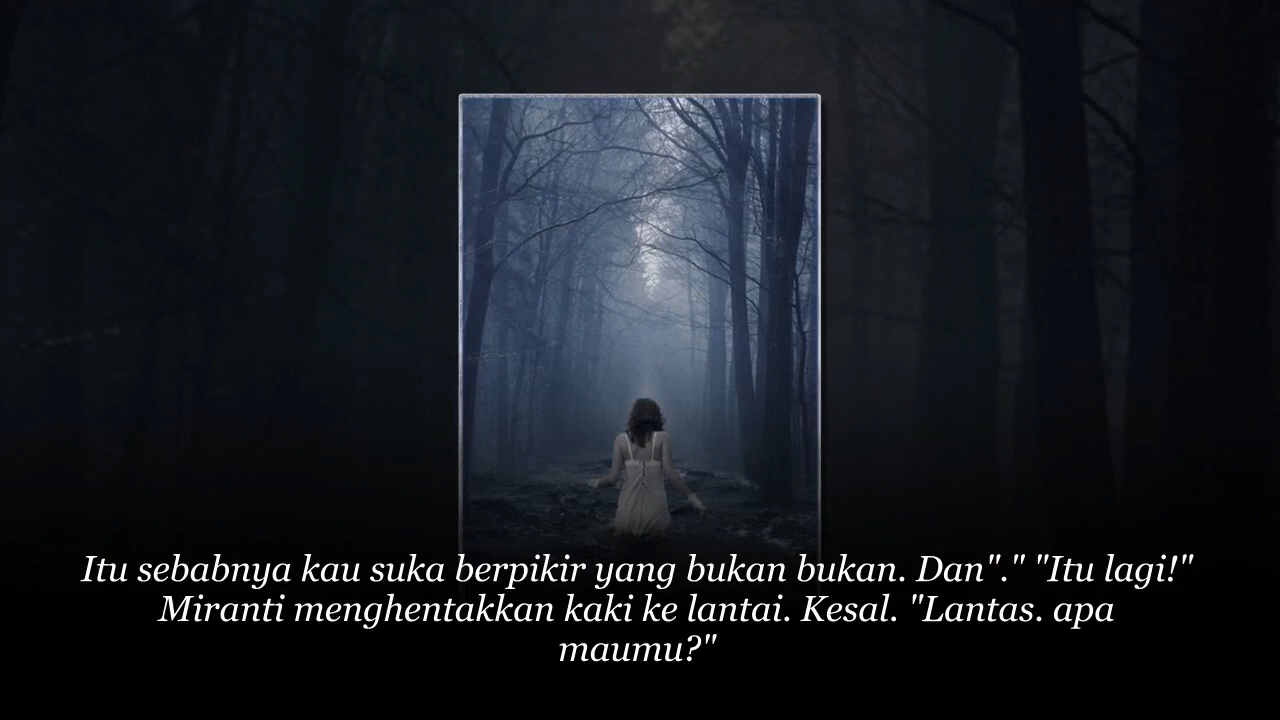 Itu sebabnya kau suka berpikir yang bukan bukan. Dan"." "Itu lagi!"
Miranti menghentakkan kaki ke lantai. Kesal. "Lantas. apa
maumu?"